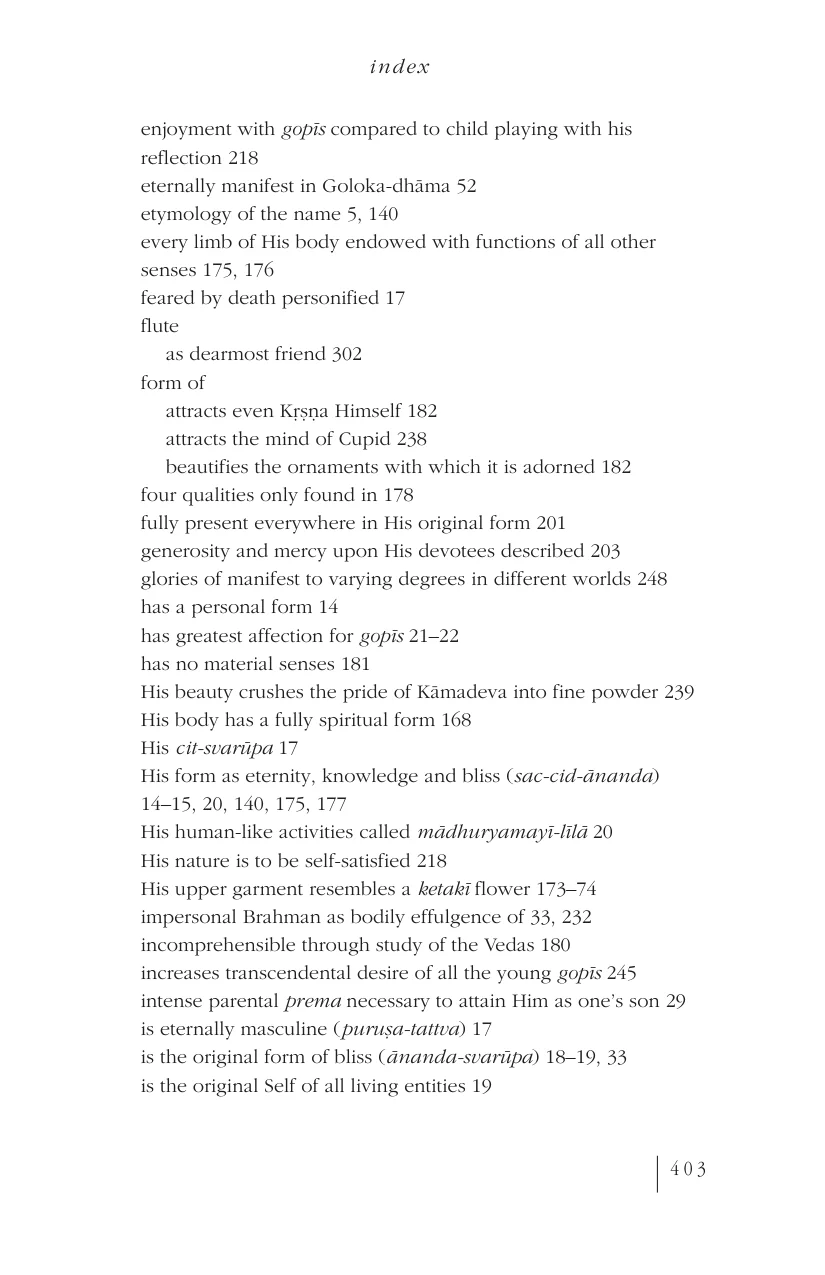 index
enjoyment with gopīs compared to child playing with his
reflection 218
eternally manifest in Goloka-dhāma 52
etymology of the name 5, 140
every limb of His body endowed with functions of all other
senses 175, 176
feared by death personified 17
flute
as dearmost friend 302
form of
attracts even Kṛṣṇa Himself 182
attracts the mind of Cupid 238
beautifies the ornaments with which it is adorned 182
four qualities only found in 178
fully present everywhere in His original form 201
generosity and mercy upon His devotees described 203
glories of manifest to varying degrees in different worlds 248
has a personal form 14
has greatest affection for gopīs 21–22
has no material senses 181
His beauty crushes the pride of Kāmadeva into fine powder 239
His body has a fully spiritual form 168
His cit-svarūpa 17
His form as eternity, knowledge and bliss (sac-cid-ānanda)
14–15, 20, 140, 175, 177
His human-like activities called mādhuryamayī-līlā 20
His nature is to be self-satisfied 218
His upper garment resembles a ketakī flower 173–74
impersonal Brahman as bodily effulgence of 33, 232
incomprehensible through study of the Vedas 180
increases transcendental desire of all the young gopīs 245
intense parental prema necessary to attain Him as one's son 29
is eternally masculine (puruṣa-tattva) 17
is the original form of bliss (ānanda-svarūpa) 18–19, 33
is the original Self of all living entities 19
403